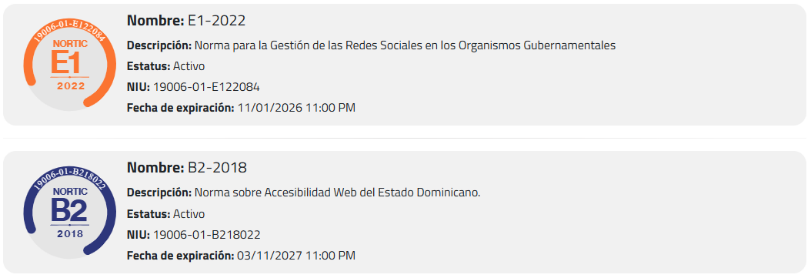 19006-01-E122084
NORTIC
E1
2022
Nombre: E1-2022
Descripción: Norma para la Gestión de las Redes Sociales en los Organismos Gubernamentales
Estatus: Activo
NIU: 19006-01-E122084
Fecha de expiración: 11/01/2026 11:00 PM
19006-01-B218022
NORTIC
B2
2018
Nombre: B2-2018
Descripción: Norma sobre Accesibilidad Web del Estado Dominicano.
Estatus: Activo
NIU: 19006-01-B218022
Fecha de expiración: 03/11/2027 11:00 PM